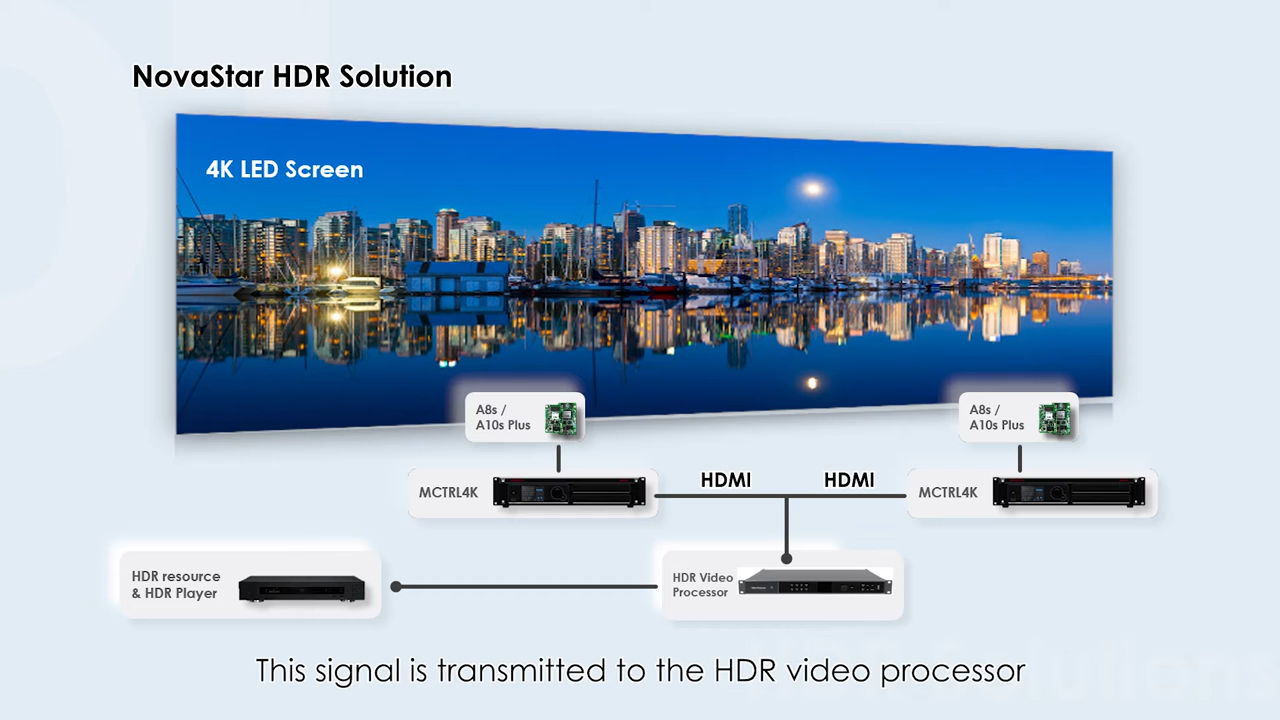 NovaStar HDR Solution
4K LED Screen
A8s /
A10s Plus
A8s /
A10s Plus
HDMI
HDMI
MCTRL4K
MCTRL4K
HDR resource
& HDR Player
HDR Video
Processor
This signal is transmitted to the HDR video processor